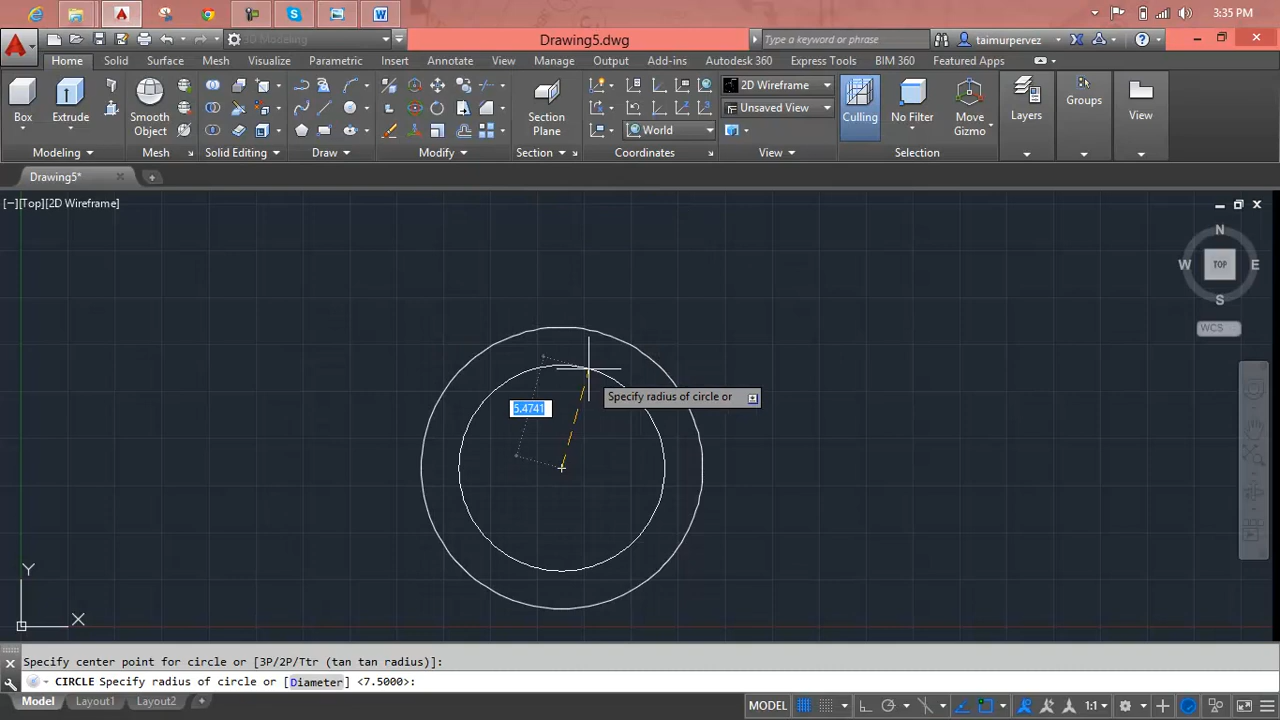 3:35 PM
3D Modeling
Drawing5.dwg
Type a keyword or phrase
taimurpervez
Home Solid Surface Mesh Visualize Parametric Insert Annotate View Manage Output Add-ins Autodesk 360 Express Tools BIM 360 Featured Apps
2D Wireframe
Unsaved View
World
Box Extrude Smooth Object Section Plane Culling No Filter Move Gizmo Layers Groups View
Modeling Mesh Solid Editing Draw Modify Section Coordinates View Selection
Drawing5*
[−][Top][2D Wireframe]
N
W TOP E
S
WCS
5.4741
Specify radius of circle or
Y
X
Specify center point for circle or [3P/2P/Ttr (tan tan radius)]:
CIRCLE Specify radius of circle or [Diameter] <7.5000>:
Model Layout1 Layout2 +
MODEL 1:1